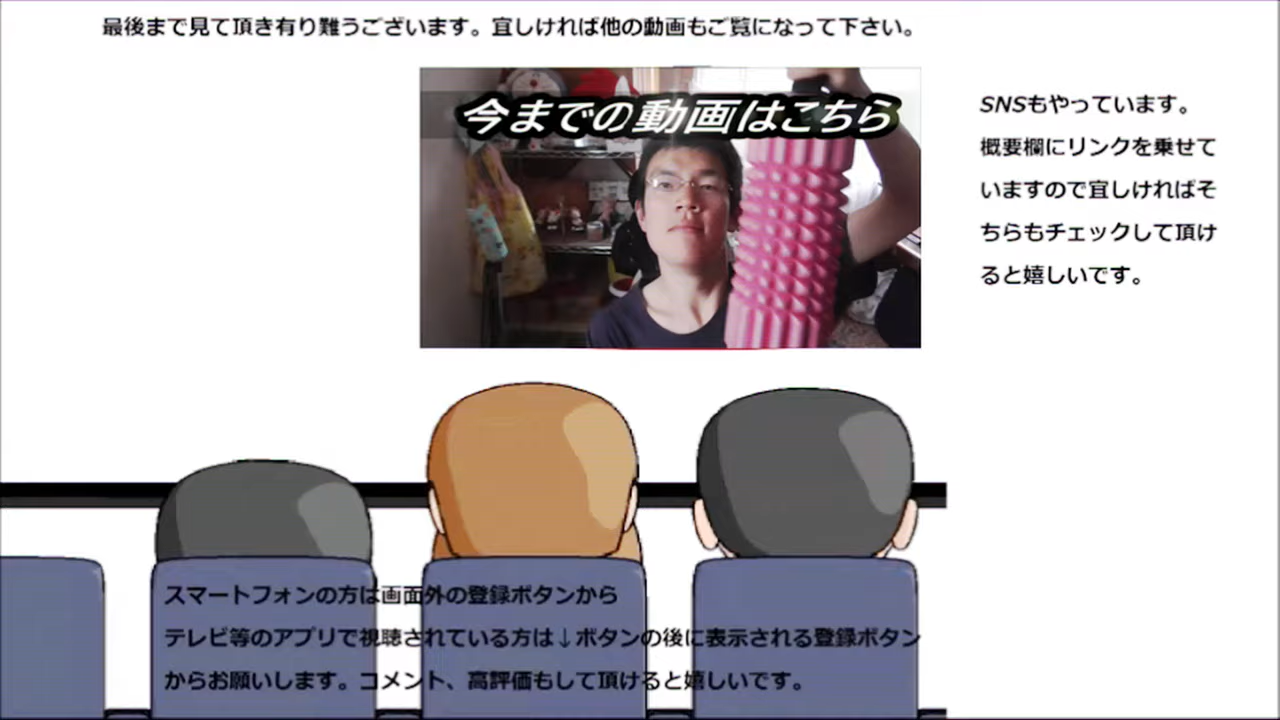 最後まで見て頂き有り難うございます。宜しければ他の動画もご覧になって下さい。
今までの動画はこちら
SNSもやっています。
概要欄にリンクを乗せて
いますので宜しければそ
ちらもチェックして頂け
ると嬉しいです。
スマートフォンの方は画面外の登録ボタンから
テレビ等のアプリで視聴されている方は↓ボタンの後に表示される登録ボタン
からお願いします。コメント、高評価もして頂けると嬉しいです。